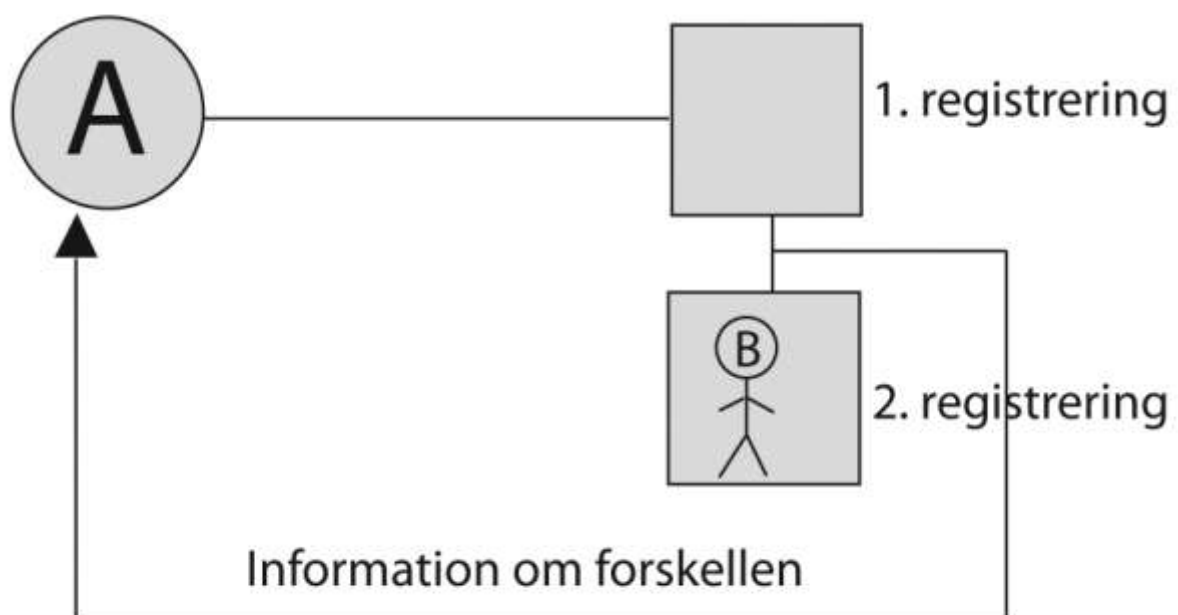 A
1. registrering
B
2. registrering
Information om forskellen